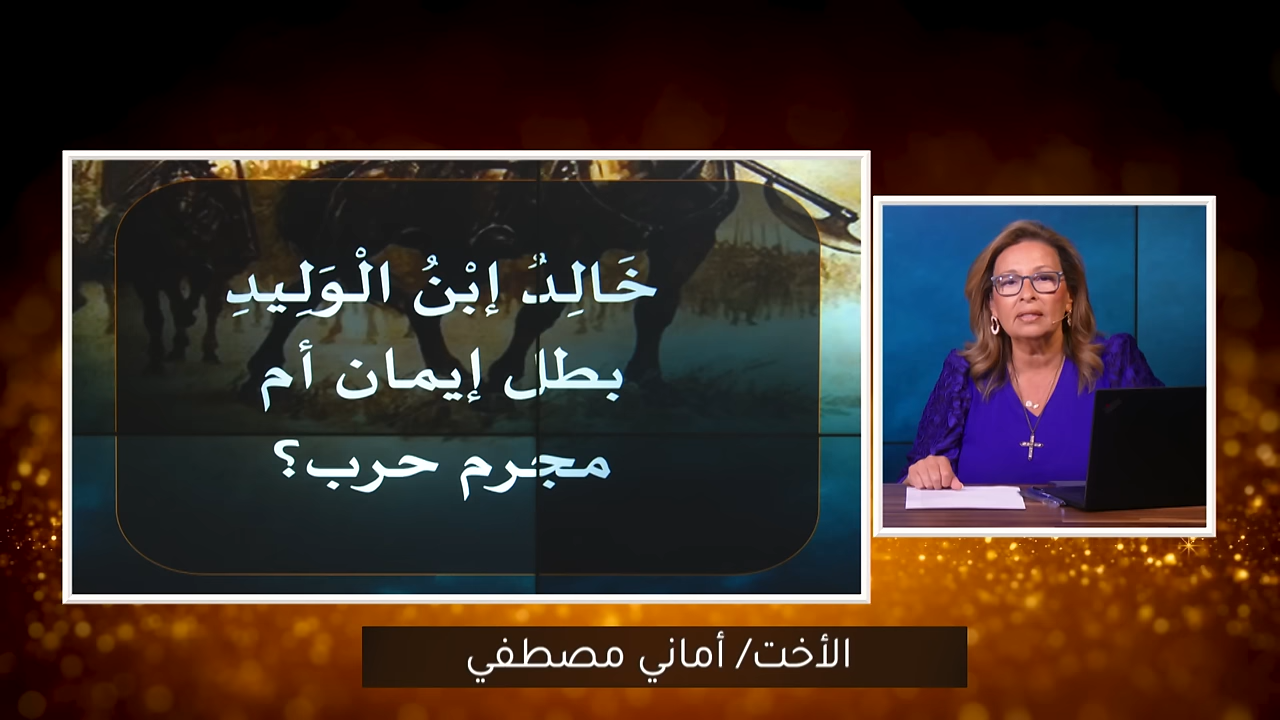 خَالِدٌ إبْنُ الْوَلِيدِ
بطل إيمان أم
مجرم حرب؟
الأخت/ أماني مصطفي